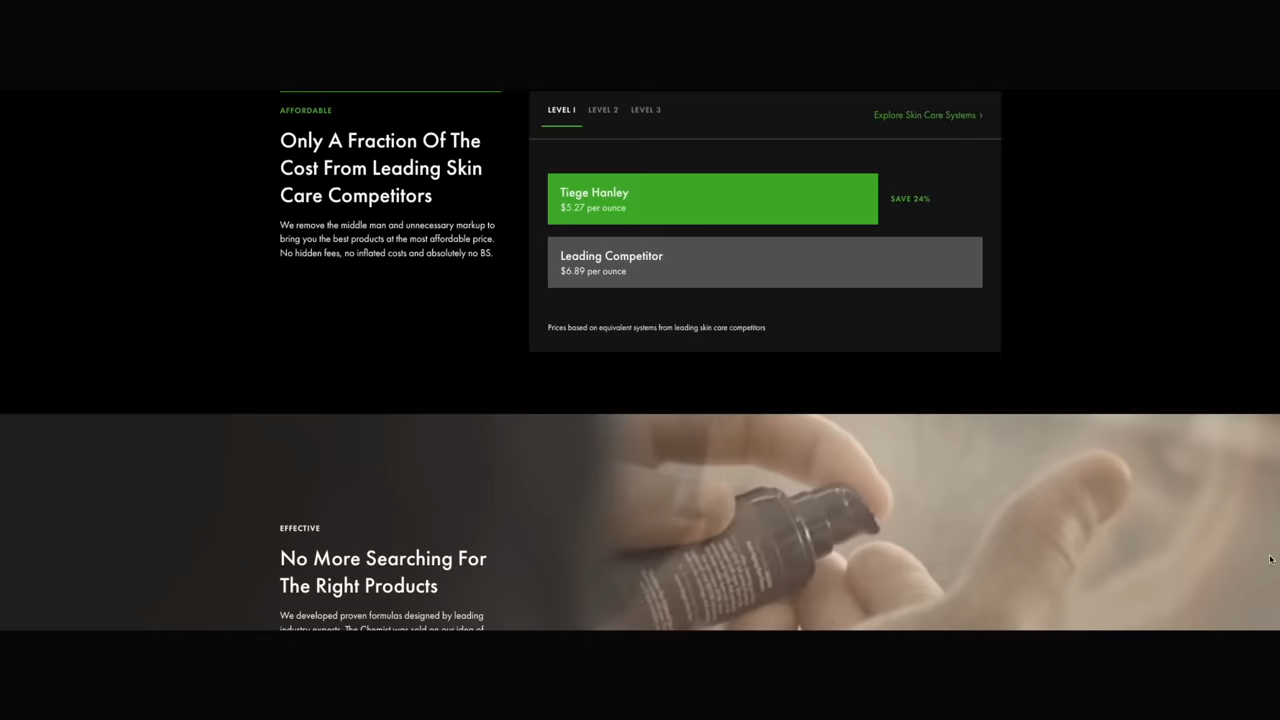 AFFORDABLE
Only A Fraction Of The
Cost From Leading Skin
Care Competitors
We remove the middle man and unnecessary markup to
bring you the best products at the most affordable price.
No hidden fees, no inflated costs and absolutely no BS.
LEVEL 1 LEVEL 2 LEVEL 3
Explore Skin Care Systems ›
Tiege Hanley
$5.27 per ounce
SAVE 24%
Leading Competitor
$6.89 per ounce
Prices based on equivalent systems from leading skin care competitors
EFFECTIVE
No More Searching For
The Right Products
We developed proven formulas designed by leading
industry experts. The Chemist was sold on our idea of